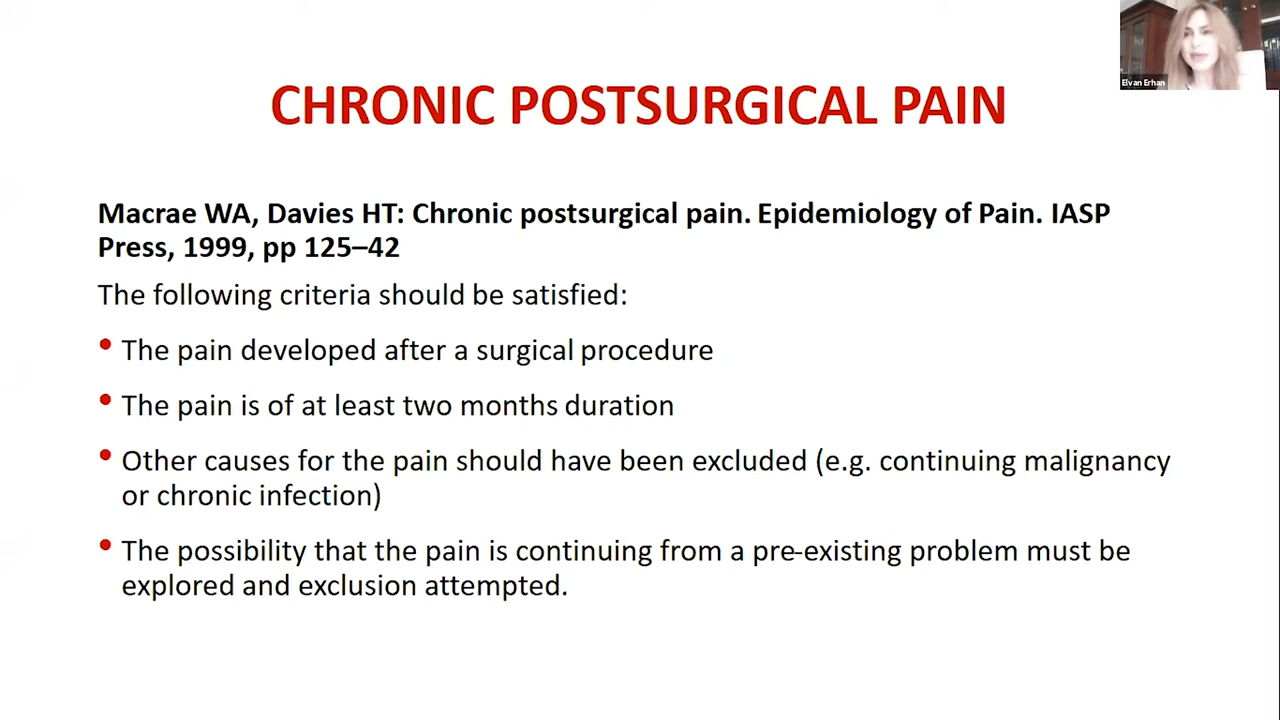 Elvan Erhan
CHRONIC POSTSURGICAL PAIN
Macrae WA, Davies HT: Chronic postsurgical pain. Epidemiology of Pain. IASP
Press, 1999, pp 125–42
The following criteria should be satisfied:
• The pain developed after a surgical procedure
• The pain is of at least two months duration
• Other causes for the pain should have been excluded (e.g. continuing malignancy
or chronic infection)
• The possibility that the pain is continuing from a pre-existing problem must be
explored and exclusion attempted.